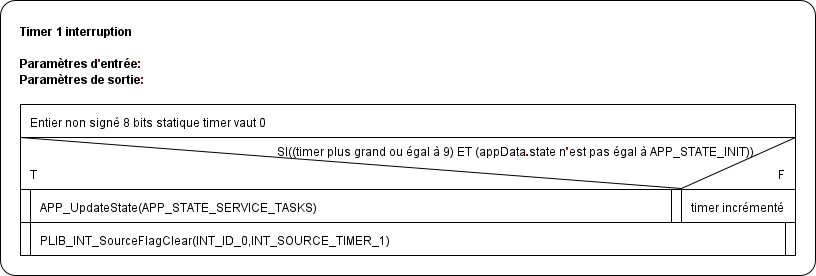 Timer 1 interruption
Paramètres d'entrée:
Paramètres de sortie:
Entier non signé 8 bits statique timer vaut 0
SI((timer plus grand ou égal à 9) ET (appData.state n'est pas égal à APP_STATE_INIT))
T F
APP_UpdateState(APP_STATE_SERVICE_TASKS) timer incrémenté
PLIB_INT_SourceFlagClear(INT_ID_0,INT_SOURCE_TIMER_1)